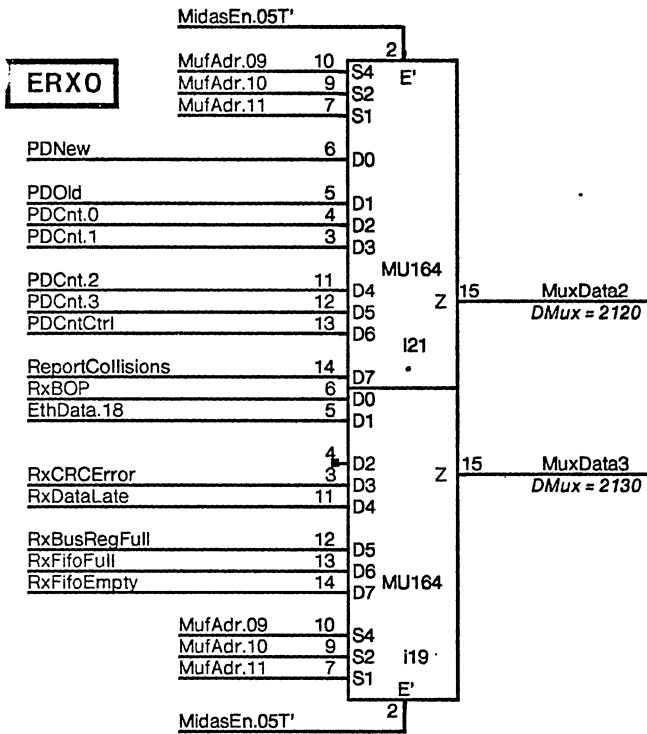 MidasEn.05T'
2
ERXO
MufAdr.09 10 S4 E'
MufAdr.10 9 S2
MufAdr.11 7 S1
PDNew 6 D0
PDOld 5 D1
PDCnt.0 4 D2
PDCnt.1 3 D3
MU164
PDCnt.2 11 D4
15 MuxData2
PDCnt.3 12 D5 Z
DMux = 2120
PDCntCtrl 13 D6
I21
ReportCollisions 14 D7
RxBOP 6 D0
EthData.18 5 D1
4 D2
15 MuxData3
RxCRCError 3 D3 Z
DMux = 2130
RxDataLate 11 D4
RxBusRegFull 12 D5
RxFifoFull 13 D6
RxFifoEmpty 14 D7 MU164
MufAdr.09 10 S4
MufAdr.10 9 S2 i19
MufAdr.11 7 S1
E'
2
MidasEn.05T'